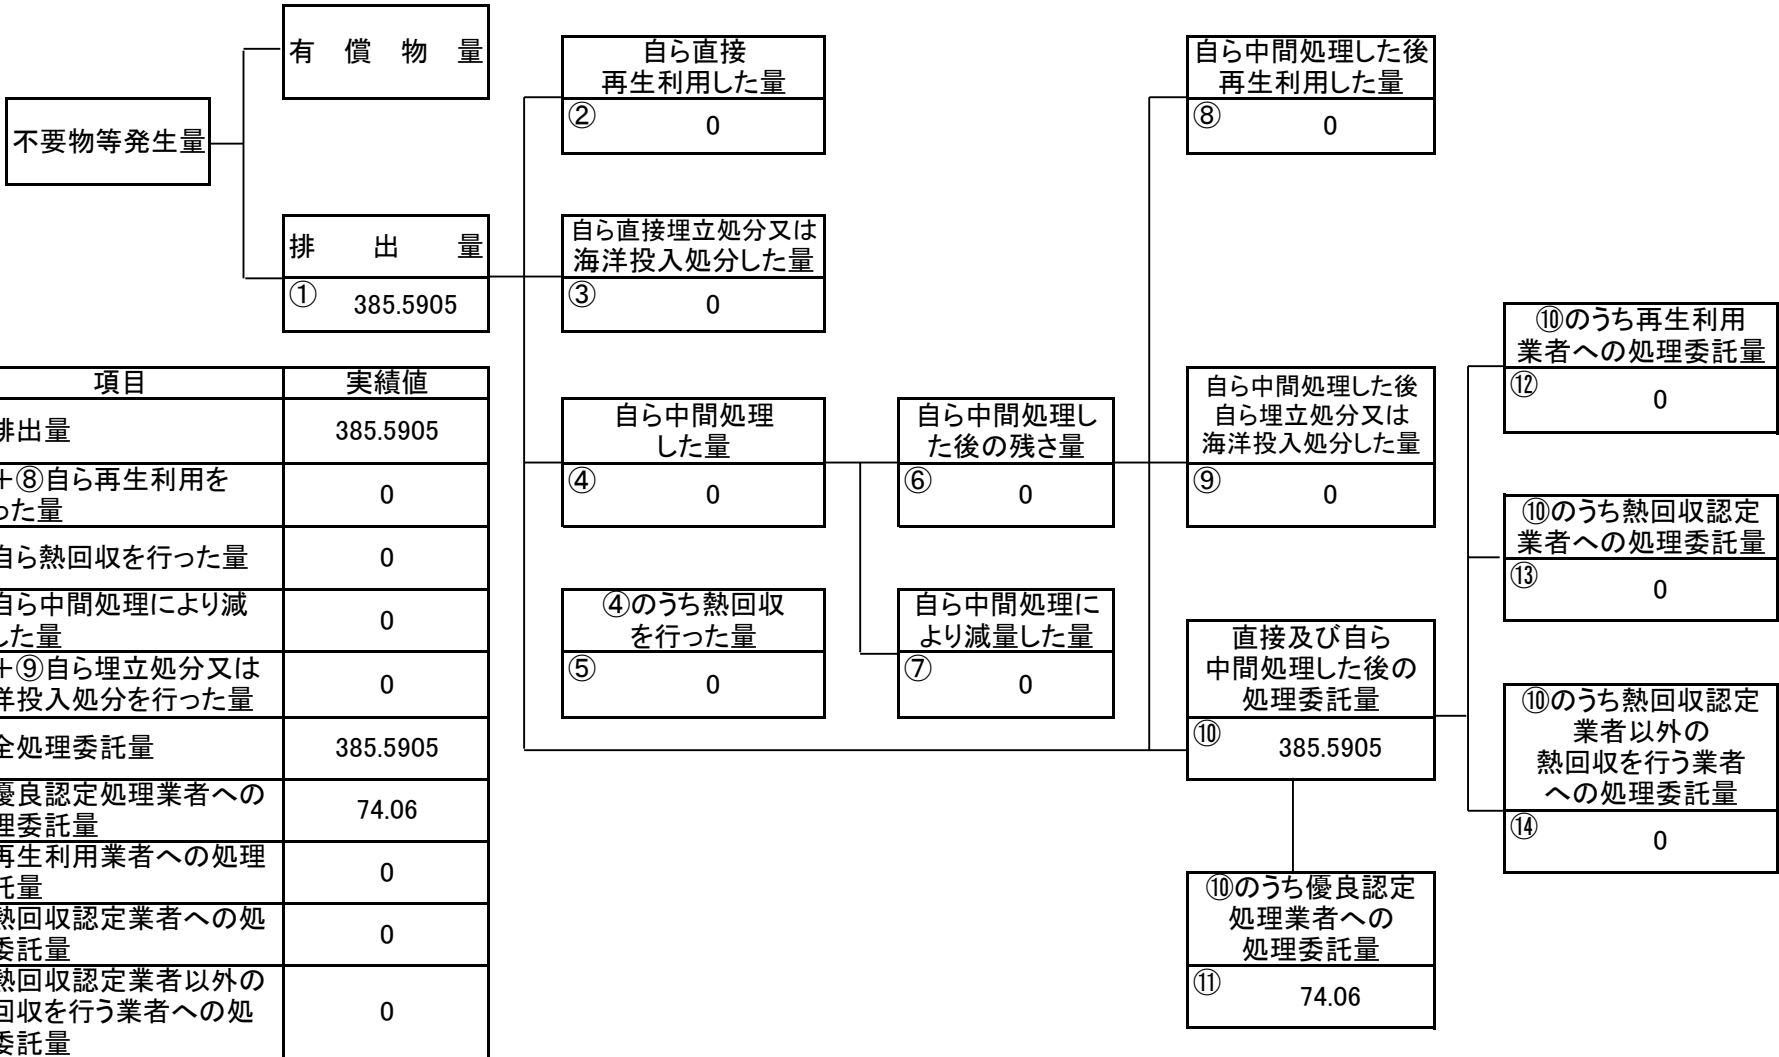 有償物量
不要物等発生量
排出量
① 385.5905
自ら直接
再生利用した量
② 0
自ら直接埋立処分又は
海洋投入処分した量
③ 0
自ら中間処理
した量
④ 0
④のうち熱回収
を行った量
⑤ 0
自ら中間処理し
た後の残さ量
⑥ 0
自ら中間処理に
より減量した量
⑦ 0
自ら中間処理した後
再生利用した量
⑧ 0
自ら中間処理した後
自ら埋立処分又は
海洋投入処分した量
⑨ 0
直接及び自ら
中間処理した後の
処理委託量
⑩ 385.5905
⑩のうち優良認定
処理業者への
処理委託量
⑪ 74.06
⑩のうち再生利用
業者への処理委託量
⑫ 0
⑩のうち熱回収認定
業者への処理委託量
⑬ 0
⑩のうち熱回収認定
業者以外の
熱回収を行う業者
への処理委託量
⑭ 0
項目 実績値
排出量 385.5905
+⑧自ら再生利用を
った量 0
自ら熱回収を行った量 0
自ら中間処理により減
した量 0
+⑨自ら埋立処分又は
洋投入処分を行った量 0
全処理委託量 385.5905
優良認定処理業者への
理委託量 74.06
再生利用業者への処理
託量 0
熱回収認定業者への処
委託量 0
熱回収認定業者以外の
回収を行う業者への処
委託量 0